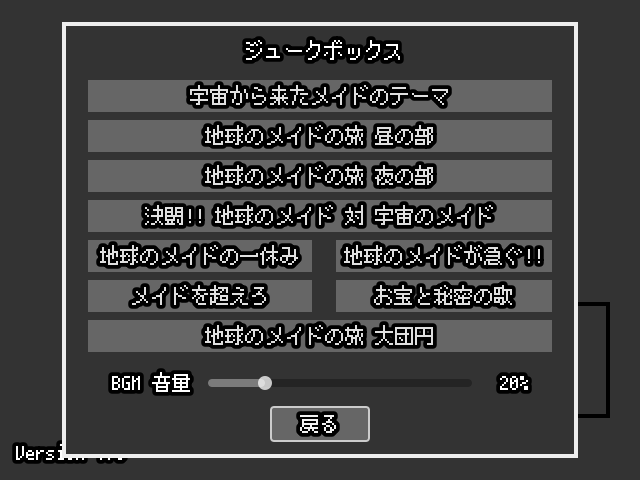 ジュークボックス
宇宙から来たメイドのテーマ
地球のメイドの旅 昼の部
地球のメイドの旅 夜の部
決闘!! 地球のメイド 対 宇宙のメイド
地球のメイドの一休み
地球のメイドが急ぐ!!
メイドを超えろ
お宝と秘密の歌
地球のメイドの旅 大団円
BGM 音量
20%
戻る